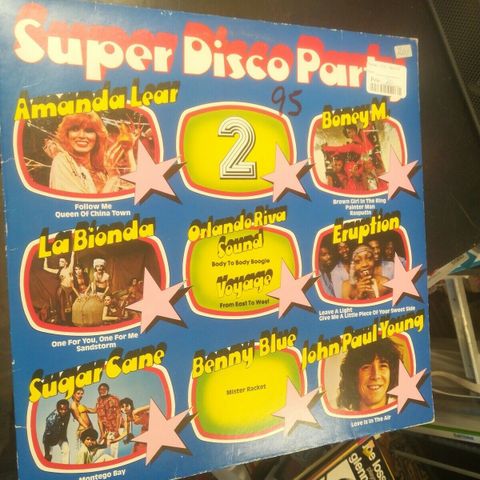 Super Disco Party
95
Amanda Lear
Follow Me
Queen Of China Town
2
Boney M.
Brown Girl In The Ring
Painter Man
Rasputin
La Bionda
One For You, One For Me
Sandstorm
Orlando Riva
Sound
Body To Body Boogie
Voyage
From East To West
Eruption
Leave A Light
Give Me A Little Piece Of Your Sweet Side
Sugar Cane
Montego Bay
Benny Blue
Mister Racket
John Paul Young
Love Is In The Air